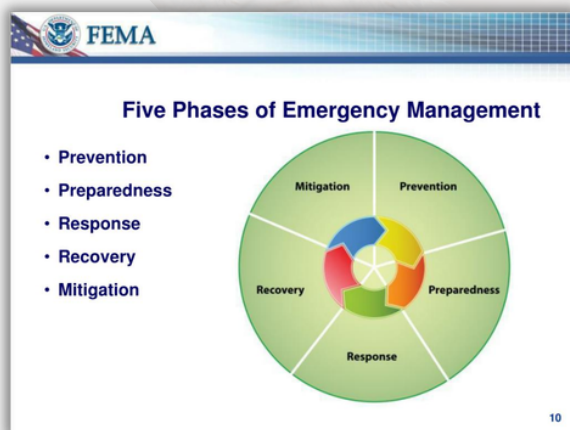 FEMA
Five Phases of Emergency Management
• Prevention
• Preparedness
• Response
• Recovery
• Mitigation
Mitigation
Prevention
Recovery
Preparedness
Response
10